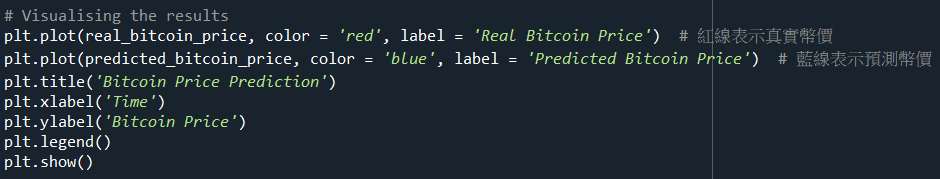 # Visualising the results
plt.plot(real_bitcoin_price, color = 'red', label = 'Real Bitcoin Price')  # 紅線表示真實幣價
plt.plot(predicted_bitcoin_price, color = 'blue', label = 'Predicted Bitcoin Price')  # 藍線表示預測幣價
plt.title('Bitcoin Price Prediction')
plt.xlabel('Time')
plt.ylabel('Bitcoin Price')
plt.legend()
plt.show()